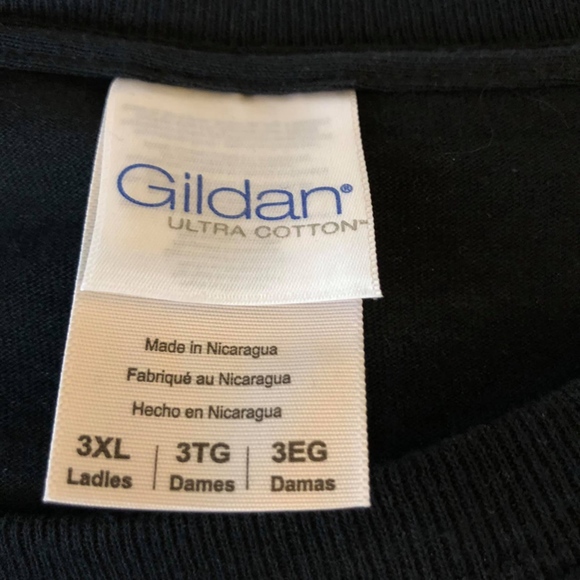 Gildan®
ULTRA COTTON™
Made in Nicaragua
Fabriqué au Nicaragua
Hecho en Nicaragua
3XL | 3TG | 3EG
Ladies | Dames | Damas